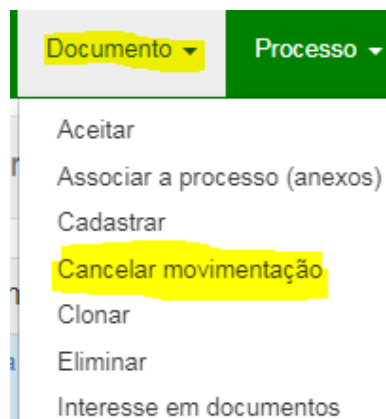 Documento Processo
Aceitar
Associar a processo (anexos)
Cadastrar
Cancelar movimentação
Clonar
Eliminar
Interesse em documentos